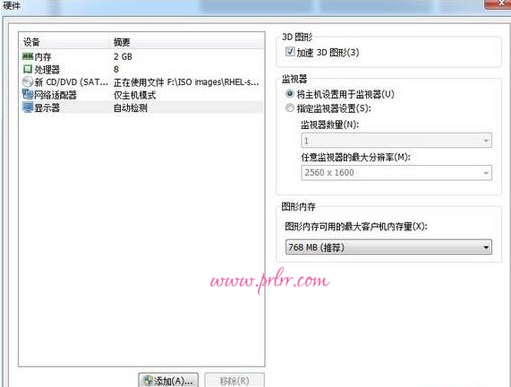 硬件
设备 摘要
内存 2 GB
处理器 8
新 CD/DVD (SAT... 正在使用文件 F:\ISO images\RHEL-s...
网络适配器 仅主机模式
显示器 自动检测
添加(A)...
移除(R)
3D 图形
加速 3D 图形(3)
监视器
将主机设置用于监视器(U)
指定监视器设置(S):
监视器数量(N):
1
任意监视器的最大分辨率(M):
2560 x 1600
图形内存
图形内存可用的最大客户机内存量(X):
768 MB (推荐)
www.prlrr.com